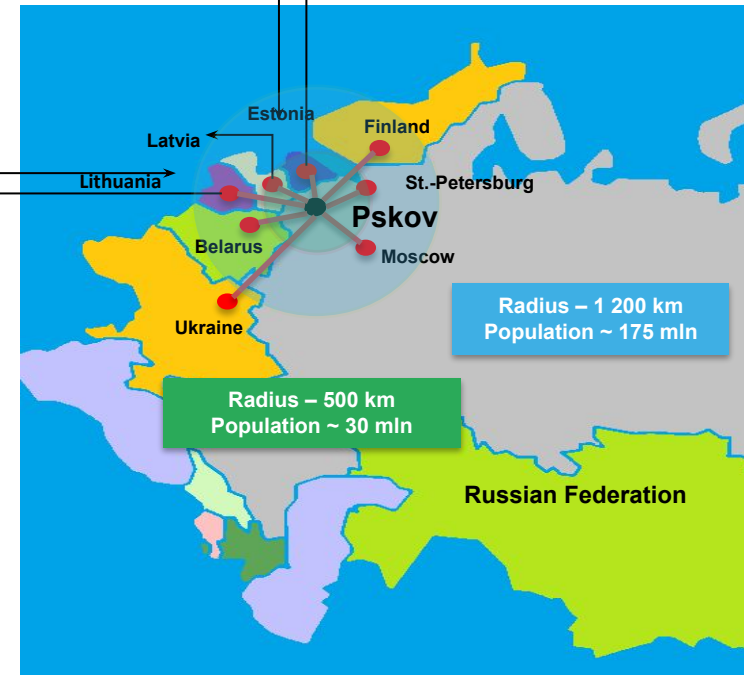 Estonia
Finland
Latvia
Lithuania
St.-Petersburg
Pskov
Belarus
Moscow
Radius – 1 200 km
Population ~ 175 mln
Ukraine
Radius – 500 km
Population ~ 30 mln
Russian Federation